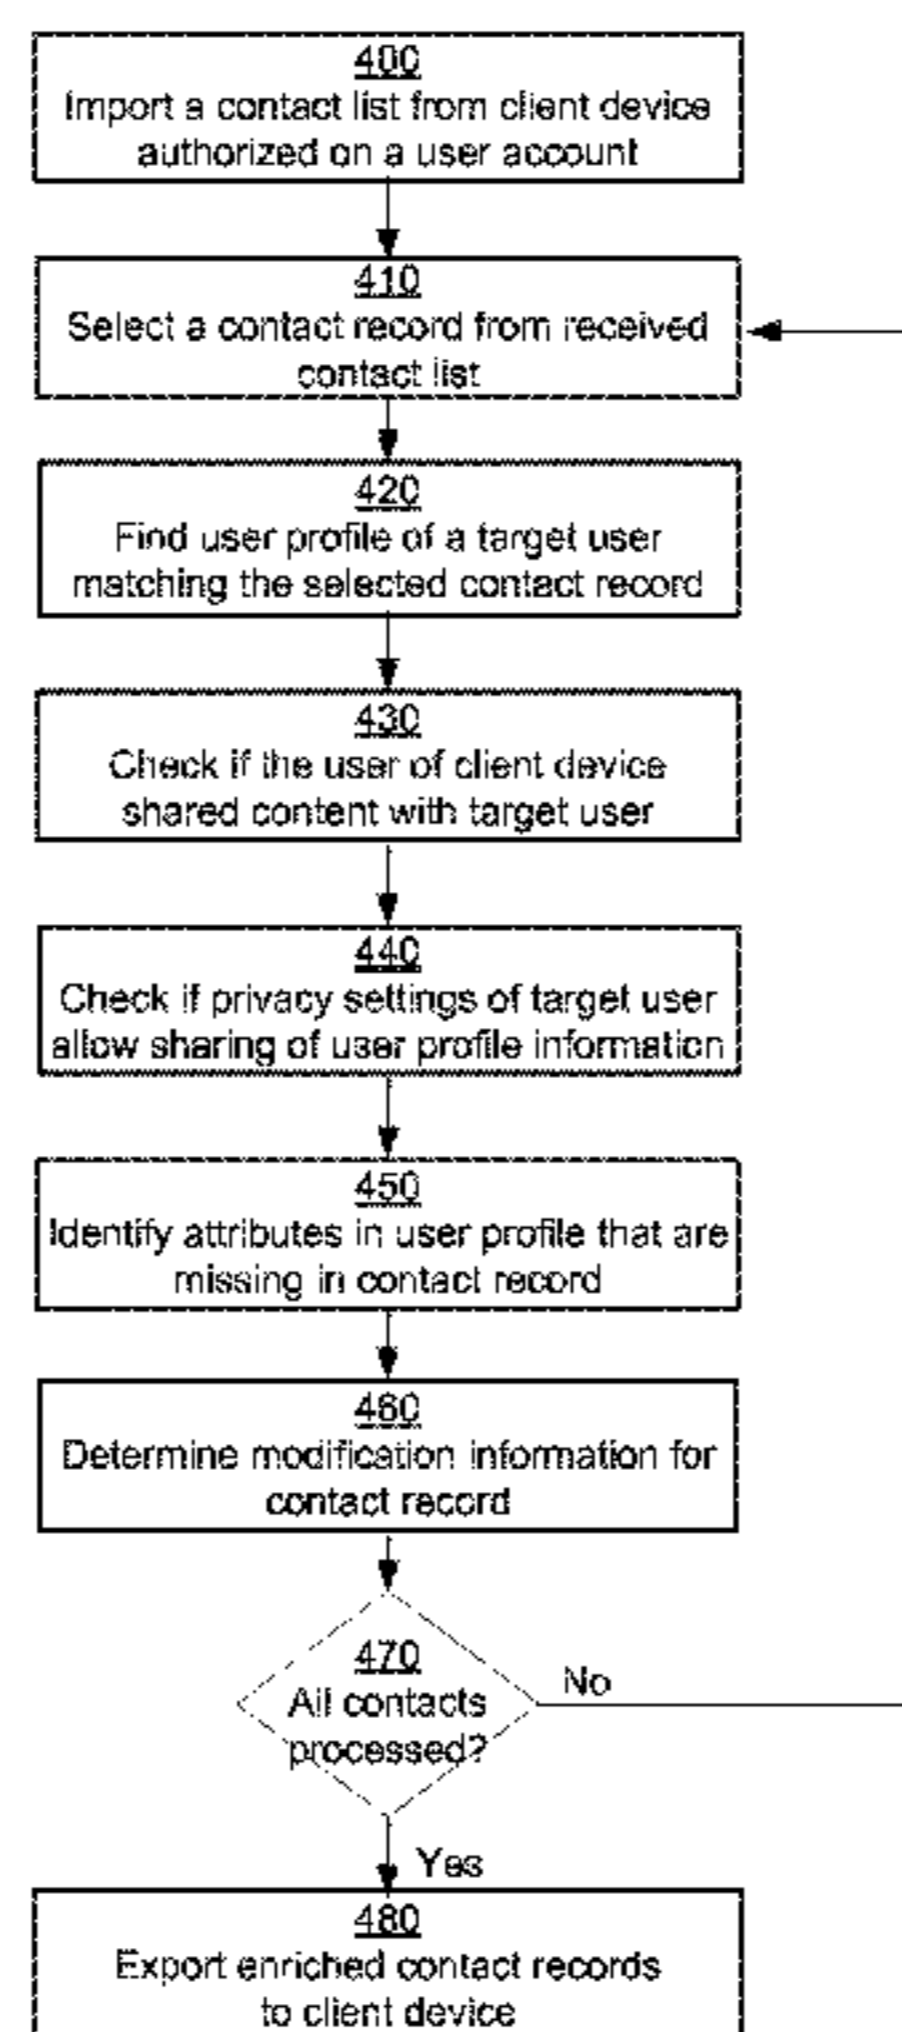 400
Import a contact list from client device
authorized on a user account
410
Select a contact record from received
contact list
420
Find user profile of a target user
matching the selected contact record
430
Check if the user of client device
shared content with target user
440
Check if privacy settings of target user
allow sharing of user profile information
450
Identify attributes in user profile that are
missing in contact record
460
Determine modification information for
contact record
470
All contacts
processed?
No
Yes
480
Export enriched contact records
to client device